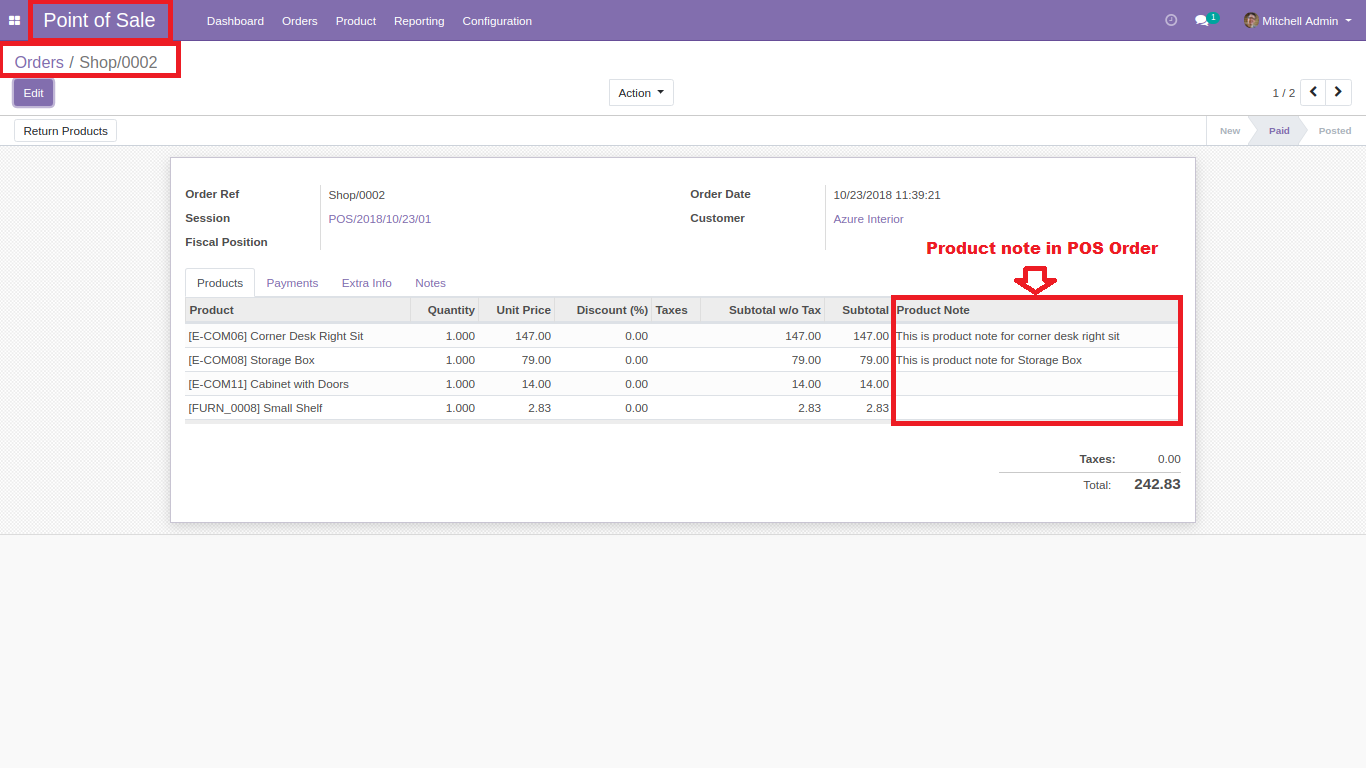 Point of Sale Dashboard Orders Product Reporting Configuration 1 Mitchell Admin
Orders / Shop/0002
Edit Action 1 / 2
Return Products New Paid Posted
Order Ref Shop/0002 Order Date 10/23/2018 11:39:21
Session POS/2018/10/23/01 Customer Azure Interior
Fiscal Position
Product note in POS Order
Products Payments Extra Info Notes
Product Quantity Unit Price Discount (%) Taxes Subtotal w/o Tax Subtotal Product Note
[E-COM06] Corner Desk Right Sit 1.000 147.00 0.00 147.00 147.00 This is product note for corner desk right sit
[E-COM08] Storage Box 1.000 79.00 0.00 79.00 79.00 This is product note for Storage Box
[E-COM11] Cabinet with Doors 1.000 14.00 0.00 14.00 14.00
[FURN_0008] Small Shelf 1.000 2.83 0.00 2.83 2.83
Taxes: 0.00
Total: 242.83